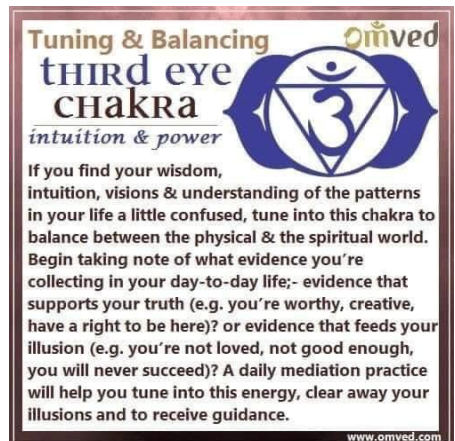 Tuning & Balancing
omved
THIRD eye
CHAKRA
intuition & power
If you find your wisdom,
intuition, visions & understanding of the patterns
in your life a little confused, tune into this chakra to
balance between the physical & the spiritual world.
Begin taking note of what evidence you're
collecting in your day-to-day life;- evidence that
supports your truth (e.g. you're worthy, creative,
have a right to be here)? or evidence that feeds your
illusion (e.g. you're not loved, not good enough,
you will never succeed)? A daily mediation practice
will help you tune into this energy, clear away your
illusions and to receive guidance.
www.omved.com